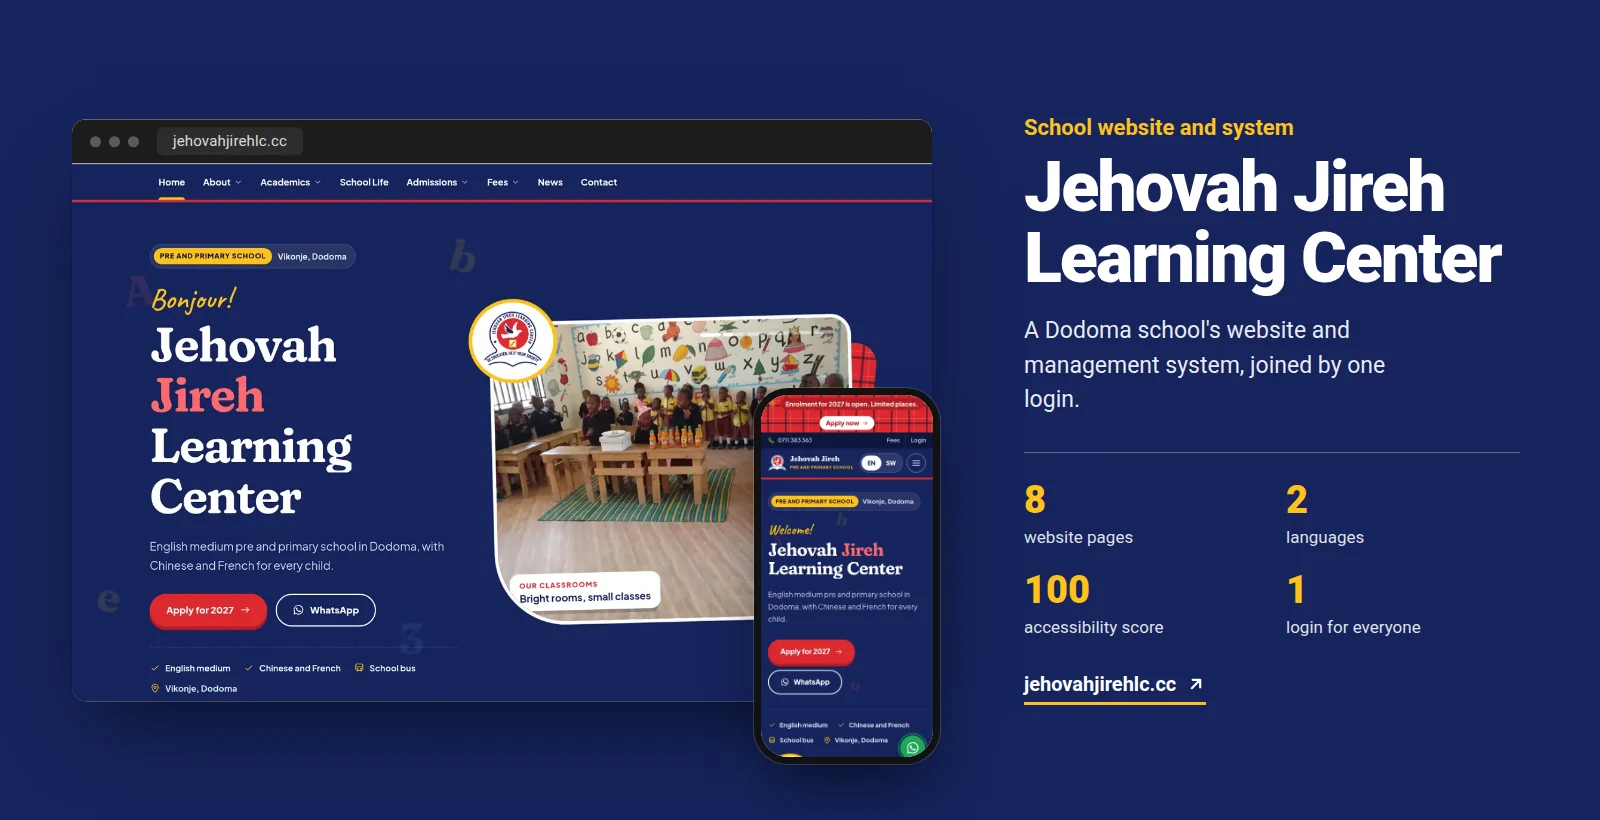 jehovahjirehlc.cc
Home About Academics School Life Admissions Fees News Contact
PRE AND PRIMARY SCHOOL Vikonje, Dodoma
Bonjour!
Jehovah
Jireh
Learning
Center
English medium pre and primary school in Dodoma, with
Chinese and French for every child.
Apply for 2027 → WhatsApp
English medium Chinese and French School bus
Vikonje, Dodoma
OUR CLASSROOMS
Bright rooms, small classes
Enrolment for 2027 is open. Limited places.
Apply now →
0711 383 563 Fees Login
Jehovah Jireh
PRE AND PRIMARY SCHOOL
EN SW
PRE AND PRIMARY SCHOOL Vikonje, Dodoma
Welcome!
Jehovah Jireh
Learning Center
English medium pre and primary school in
Dodoma, with Chinese and French for every
child.
Apply for 2027 →
WhatsApp
English medium Chinese and French
School bus Vikonje, Dodoma
School website and system
Jehovah Jireh
Learning Center
A Dodoma school's website and
management system, joined by one
login.
8 2
website pages languages
100 1
accessibility score login for everyone
jehovahjirehlc.cc ↗